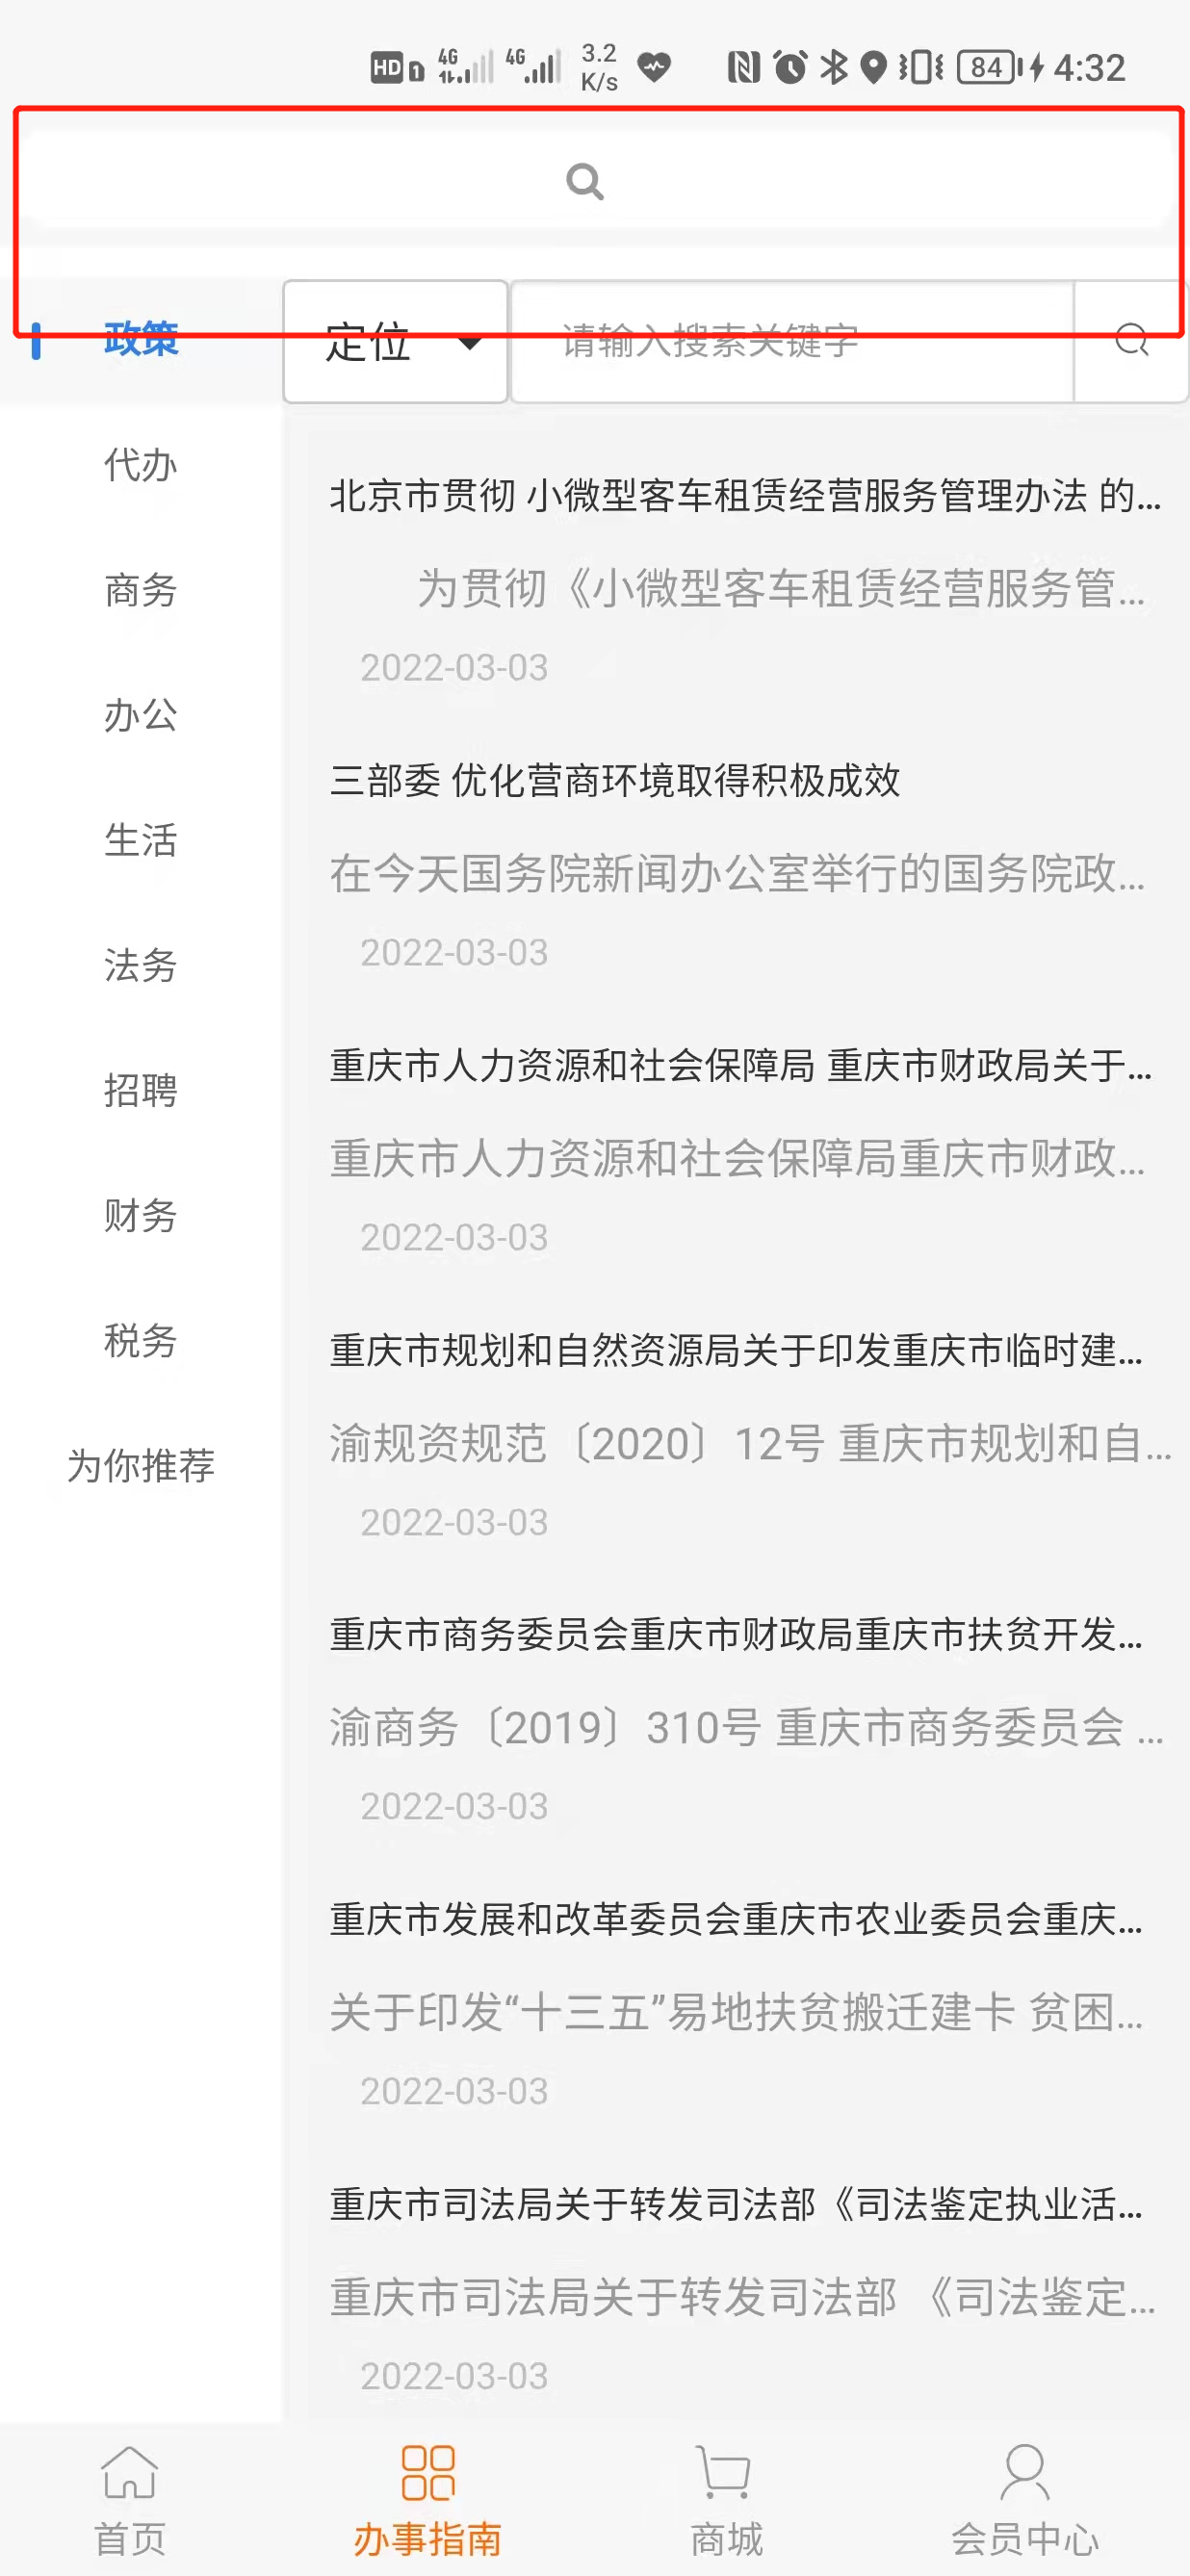 HD 1 4G 4G 3.2 K/s 84 4:32
政策
定位
请输入搜索关键字
代办
商务
办公
生活
法务
招聘
财务
税务
为你推荐
北京市贯彻 小微型客车租赁经营服务管理办法 的...
为贯彻《小微型客车租赁经营服务管...
2022-03-03
三部委 优化营商环境取得积极成效
在今天国务院新闻办公室举行的国务院政...
2022-03-03
重庆市人力资源和社会保障局 重庆市财政局关于...
重庆市人力资源和社会保障局重庆市财政...
2022-03-03
重庆市规划和自然资源局关于印发重庆市临时建...
渝规资规范〔2020〕12号 重庆市规划和自...
2022-03-03
重庆市商务委员会重庆市财政局重庆市扶贫开发...
渝商务〔2019〕310号 重庆市商务委员会 ...
2022-03-03
重庆市发展和改革委员会重庆市农业委员会重庆...
关于印发“十三五”易地扶贫搬迁建卡 贫困...
2022-03-03
重庆市司法局关于转发司法部《司法鉴定执业活...
重庆市司法局关于转发司法部 《司法鉴定...
2022-03-03
首页
办事指南
商城
会员中心